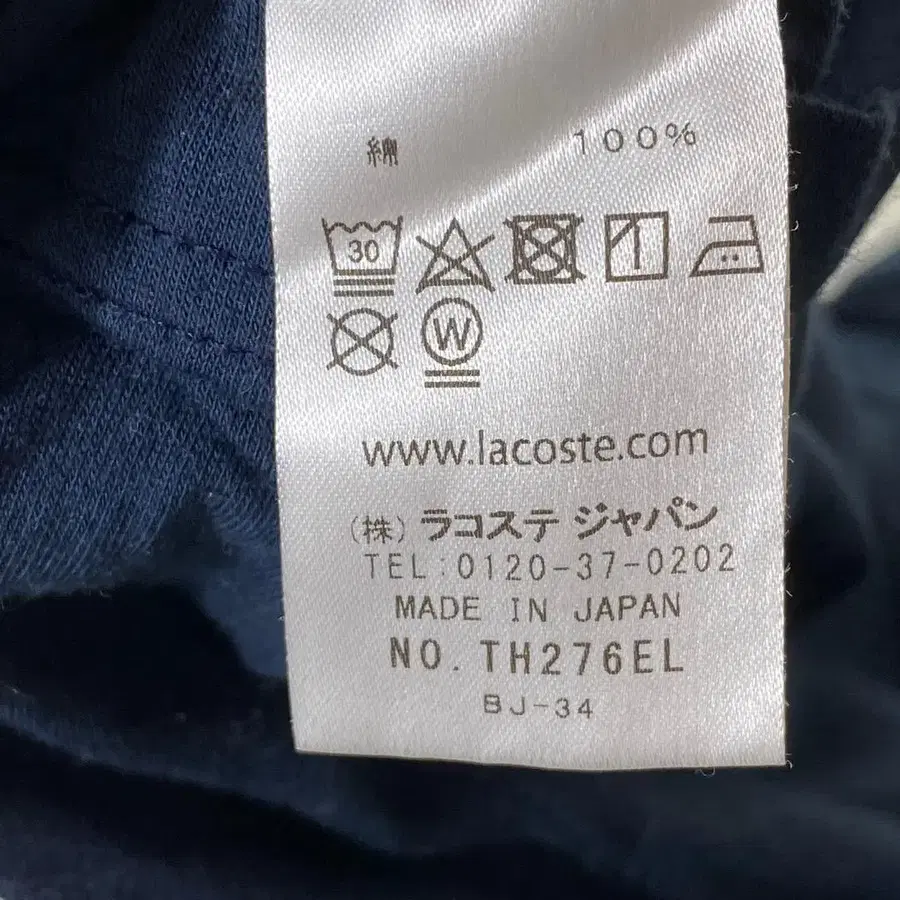 綿 100%
30
W
www.lacoste.com
(株) ラコステ ジャパン
TEL:0120-37-0202
MADE IN JAPAN
NO. TH276EL
BJ-34